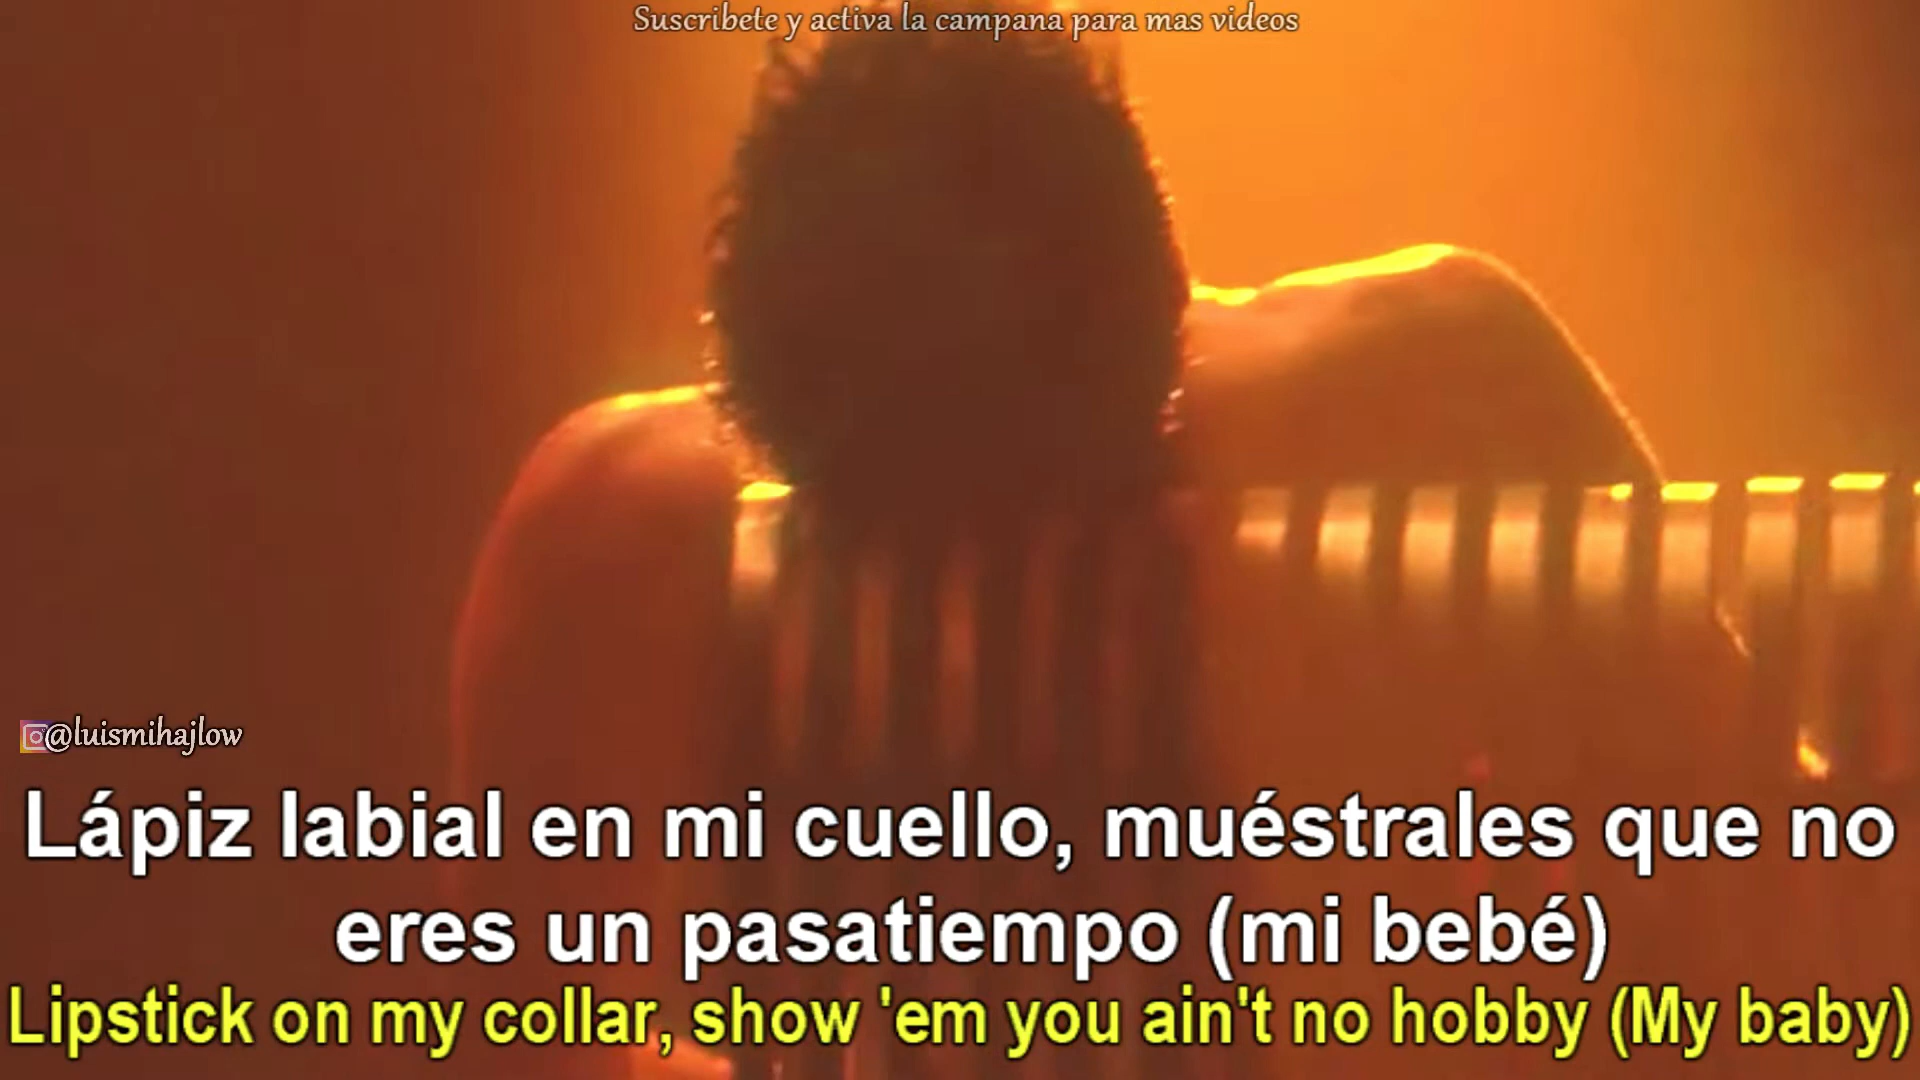 Suscribete y activa la campana para mas videos
@luismihajlow
Lápiz labial en mi cuello, muéstrales que no
eres un pasatiempo (mi bebé)
Lipstick on my collar, show 'em you ain't no hobby (My baby)